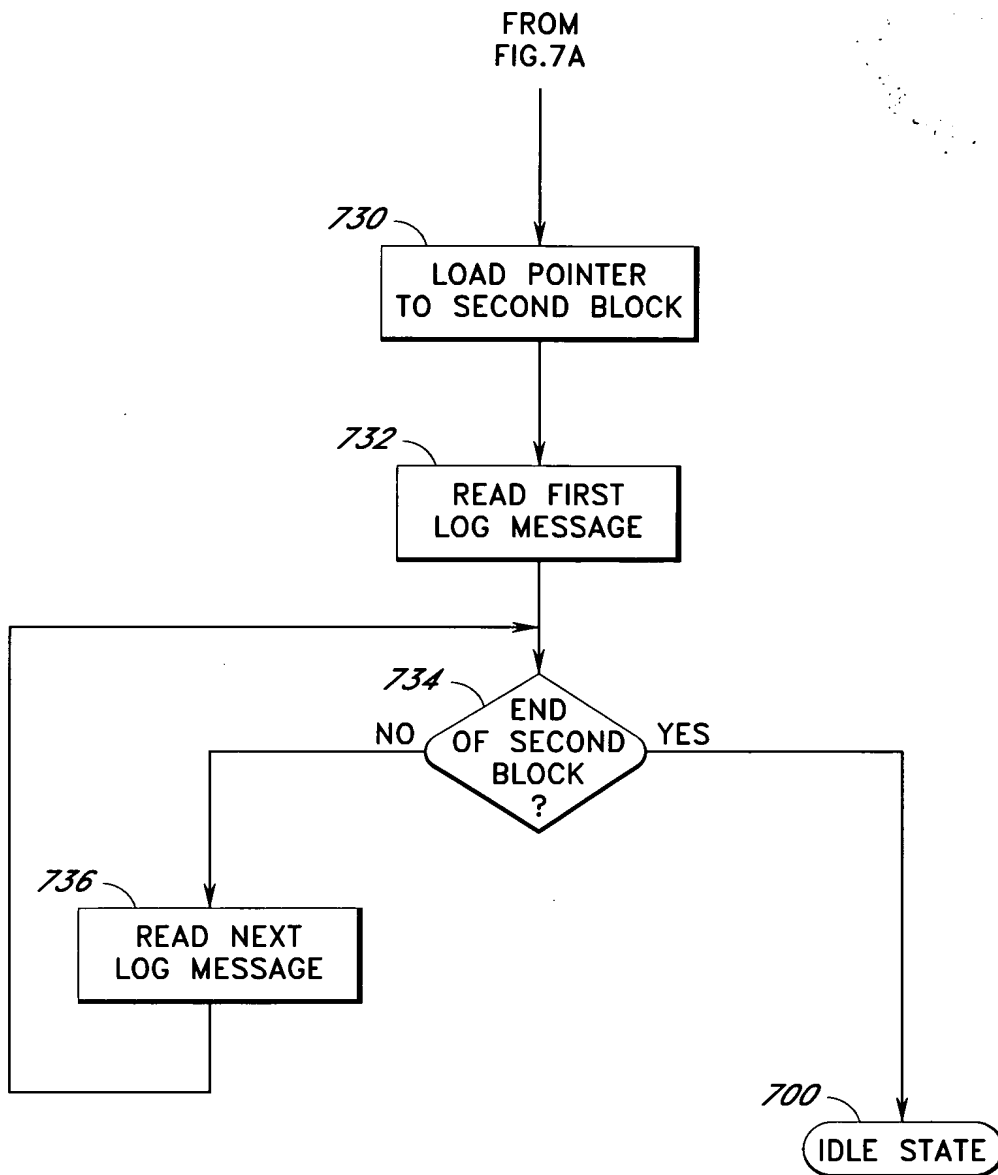 FROM
FIG.7A
730
LOAD POINTER
TO SECOND BLOCK
732
READ FIRST
LOG MESSAGE
734
END
OF SECOND
BLOCK
?
NO
YES
736
READ NEXT
LOG MESSAGE
700
IDLE STATE